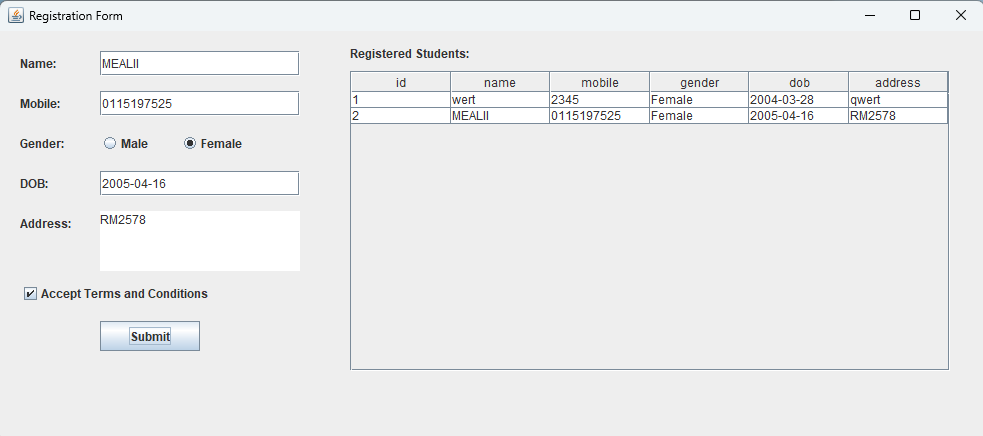 Registration Form
Name: MEALII
Mobile: 0115197525
Gender: Male Female
DOB: 2005-04-16
Address: RM2578
Accept Terms and Conditions
Submit
Registered Students:
id name mobile gender dob address
1 wert 2345 Female 2004-03-28 qwert
2 MEALII 0115197525 Female 2005-04-16 RM2578